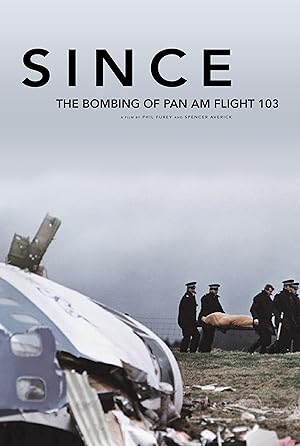 SINCE
THE BOMBING OF PAN AM FLIGHT 103
A FILM BY PHIL FUREY AND SPENCER AVERICK